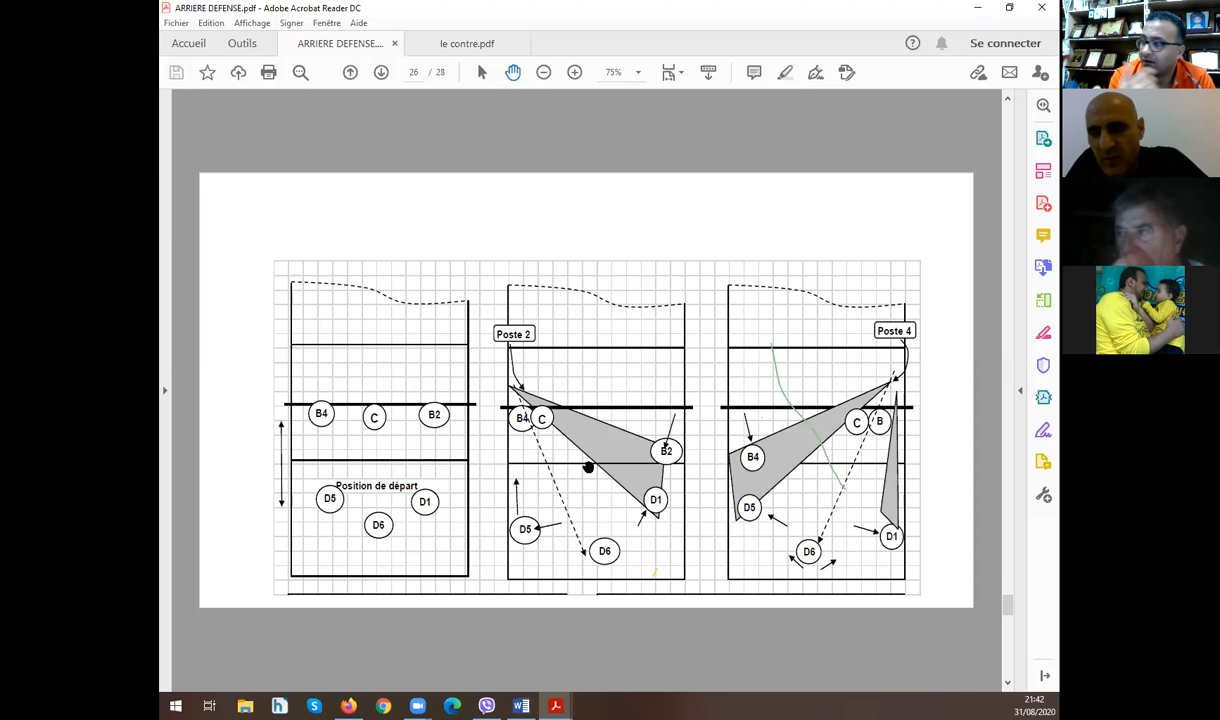 ARRIERE DEFENSE.pdf - Adobe Acrobat Reader DC
Fichier Edition Affichage Signer Fenêtre Aide
Accueil Outils ARRIERE DEFENSE.... le contre.pdf Se connecter
26 / 28 75%
Poste 2 Poste 4
B4 C B2 B4 C C B
B2 B4
Position de départ
D5 D1 D1 D5
D6 D5 D6 D6 D1
21:42
31/08/2020